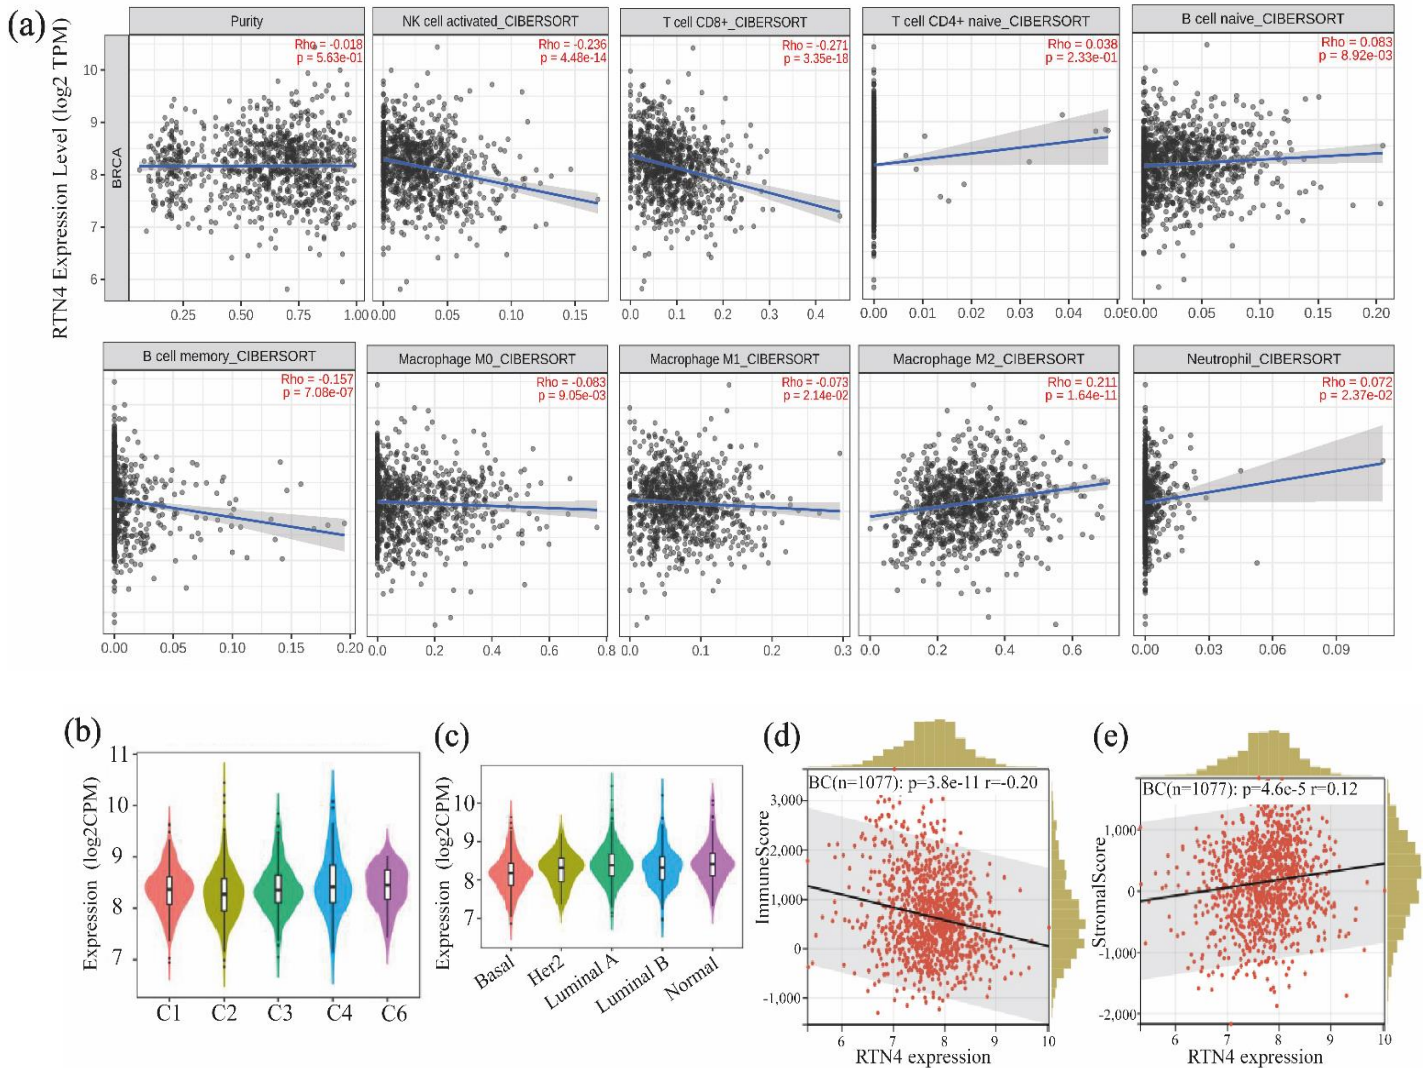 (a)
RTN4 Expression Level (log2 TPM)
BRCA
Purity
Rho = -0.018
p = 5.63e-01
10
9
8
7
6
0.25 0.50 0.75 1.00
NK cell activated_CIBERSORT
Rho = -0.236
p = 4.48e-14
0.00 0.05 0.10 0.15
T cell CD8+_CIBERSORT
Rho = -0.271
p = 3.35e-18
0.0 0.1 0.2 0.3 0.4
T cell CD4+ naive_CIBERSORT
Rho = 0.038
p = 2.33e-01
0.00 0.01 0.02 0.03 0.04 0.05
B cell naive_CIBERSORT
Rho = 0.083
p = 8.92e-03
0.00 0.05 0.10 0.15 0.20
B cell memory_CIBERSORT
Rho = -0.157
p = 7.08e-07
0.00 0.05 0.10 0.15 0.20
Macrophage M0_CIBERSORT
Rho = -0.083
p = 9.05e-03
0.0 0.2 0.4 0.6 0.8
Macrophage M1_CIBERSORT
Rho = -0.073
p = 2.14e-02
0.0 0.1 0.2 0.3
Macrophage M2_CIBERSORT
Rho = 0.211
p = 1.64e-11
0.0 0.2 0.4 0.6
Neutrophil_CIBERSORT
Rho = 0.072
p = 2.37e-02
0.00 0.03 0.06 0.09
(b)
Expression (log2CPM)
11
10
9
8
7
C1 C2 C3 C4 C6
(c)
Expression (log2CPM)
10
9
8
7
Basal Her2 Luminal A Luminal B Normal
(d)
BC(n=1077): p=3.8e-11 r=-0.20
ImmuneScore
3,000
2,000
1,000
0
-1,000
6 7 8 9 10
RTN4 expression
(e)
BC(n=1077): p=4.6e-5 r=0.12
StromalScore
1,000
0
-1,000
-2,000
6 7 8 9 10
RTN4 expression